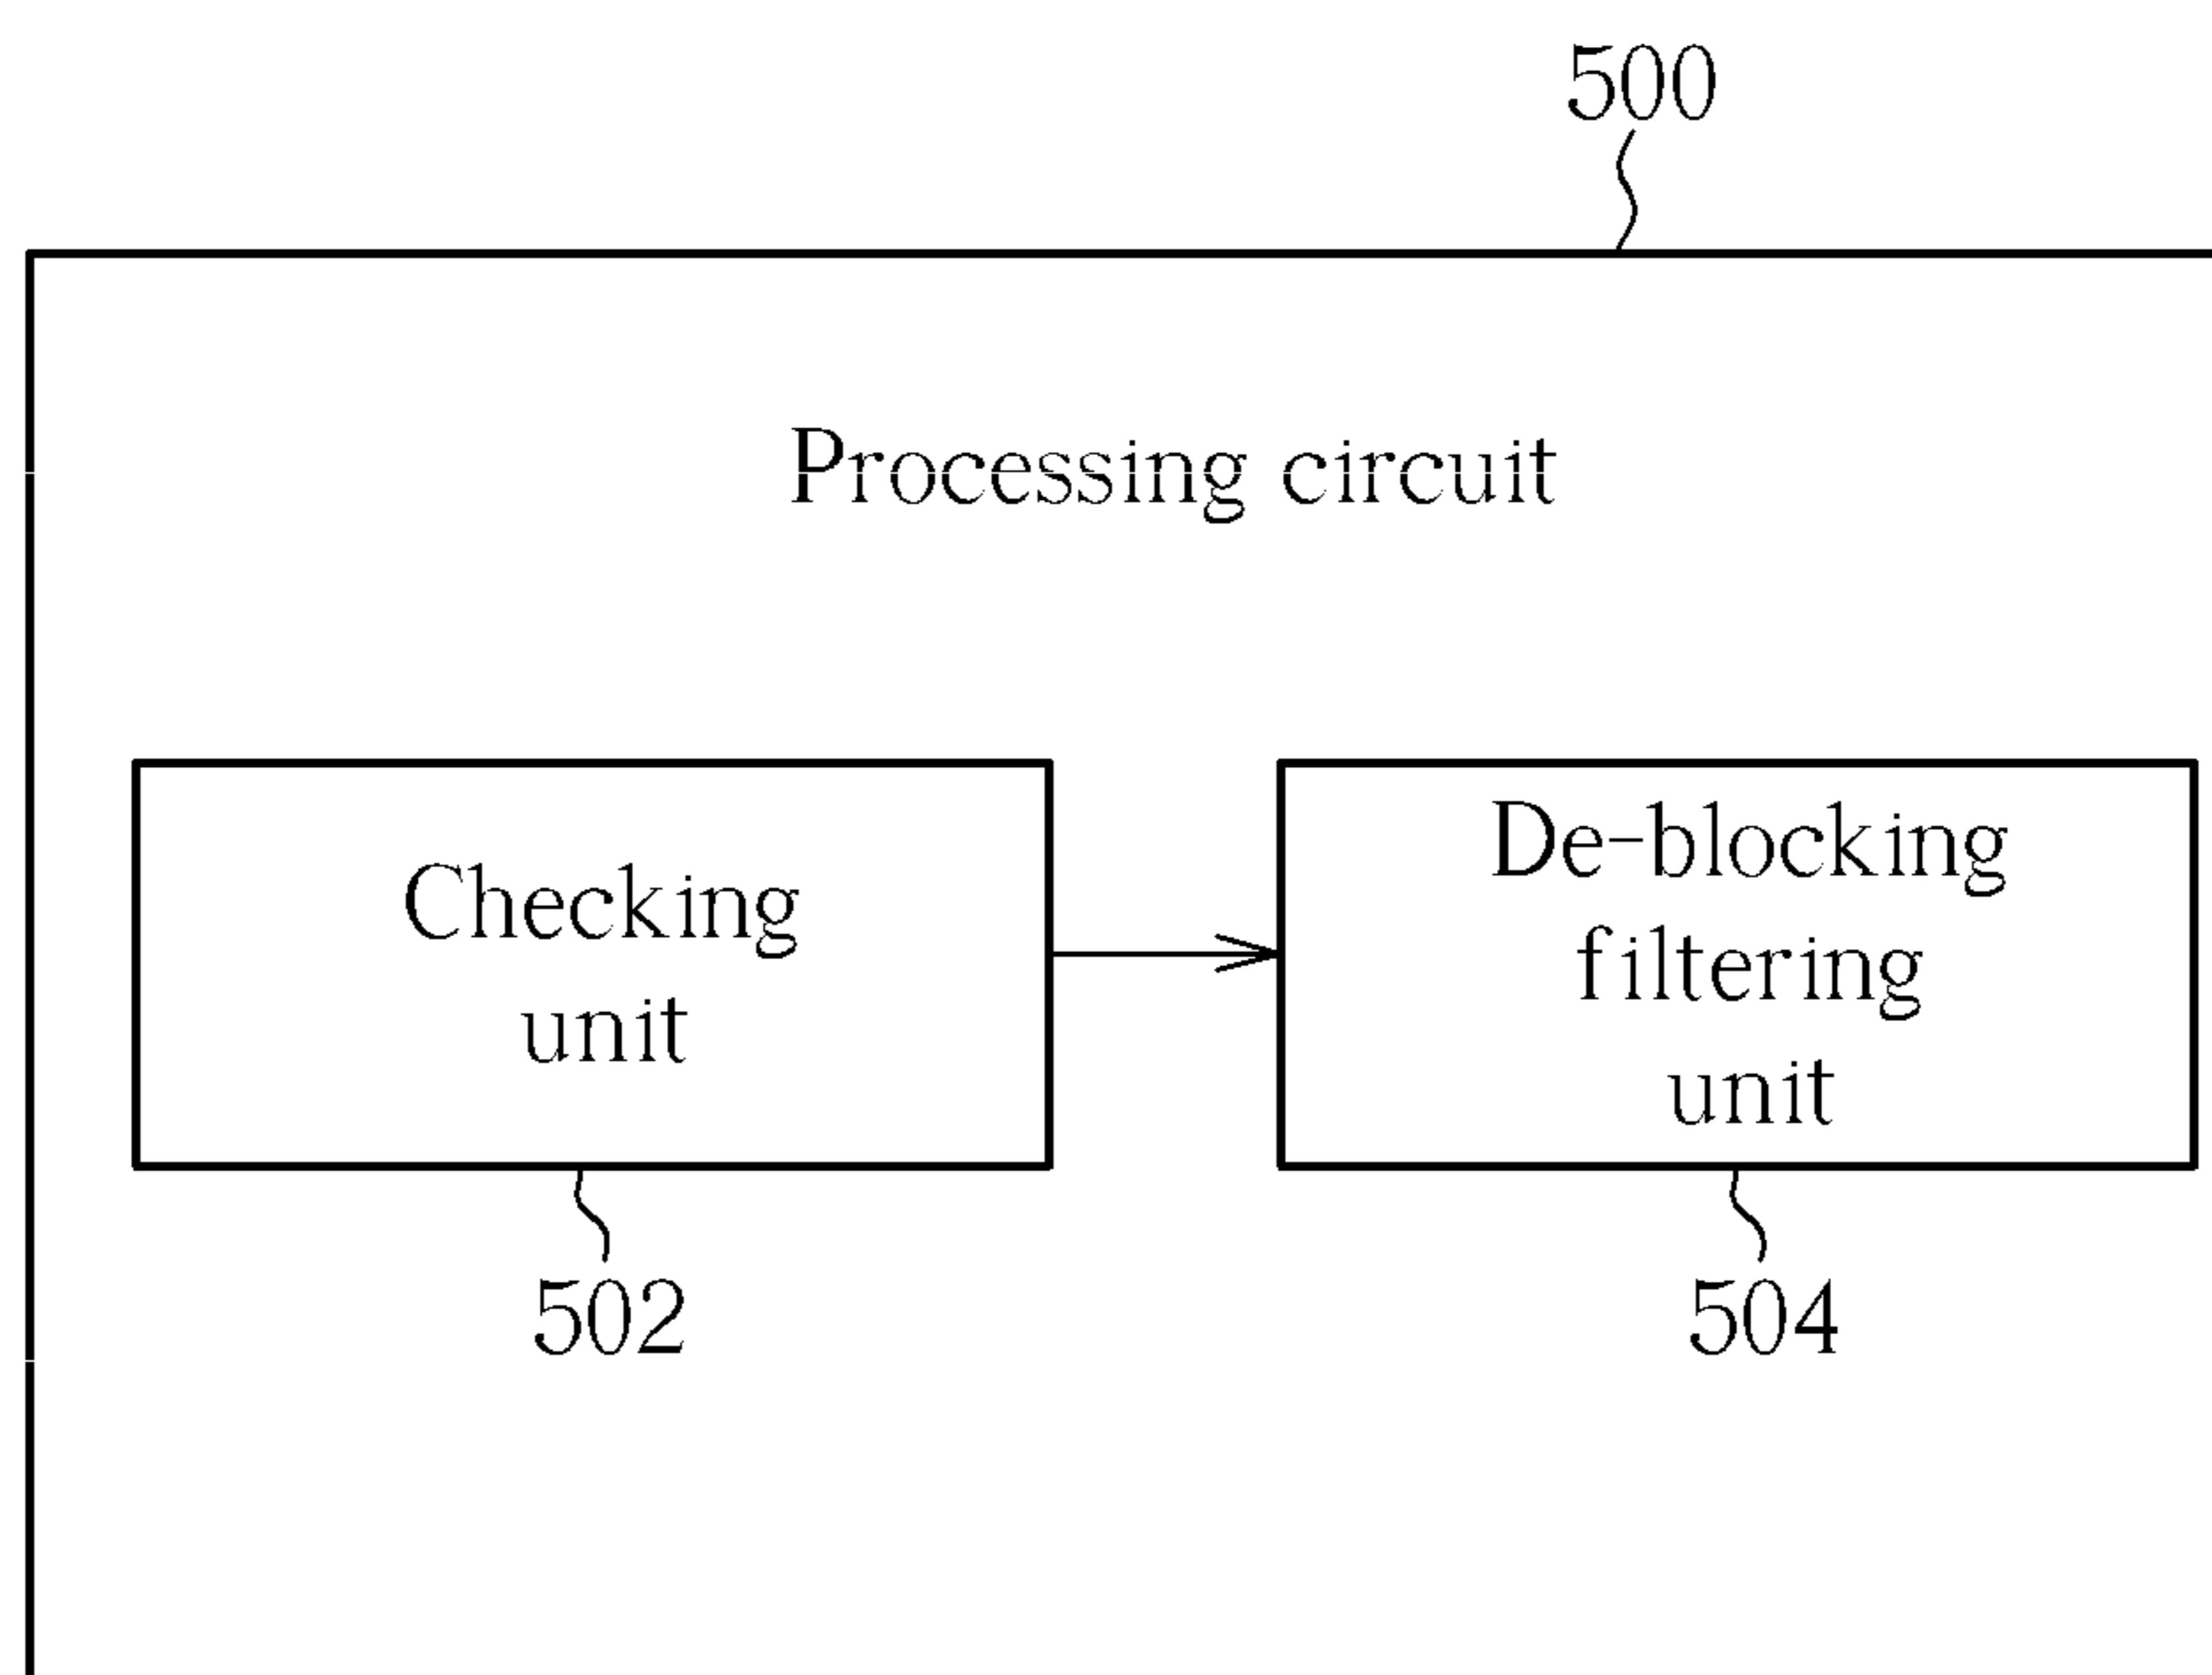 500
Processing circuit
Checking
unit
De-blocking
filtering
unit
502
504